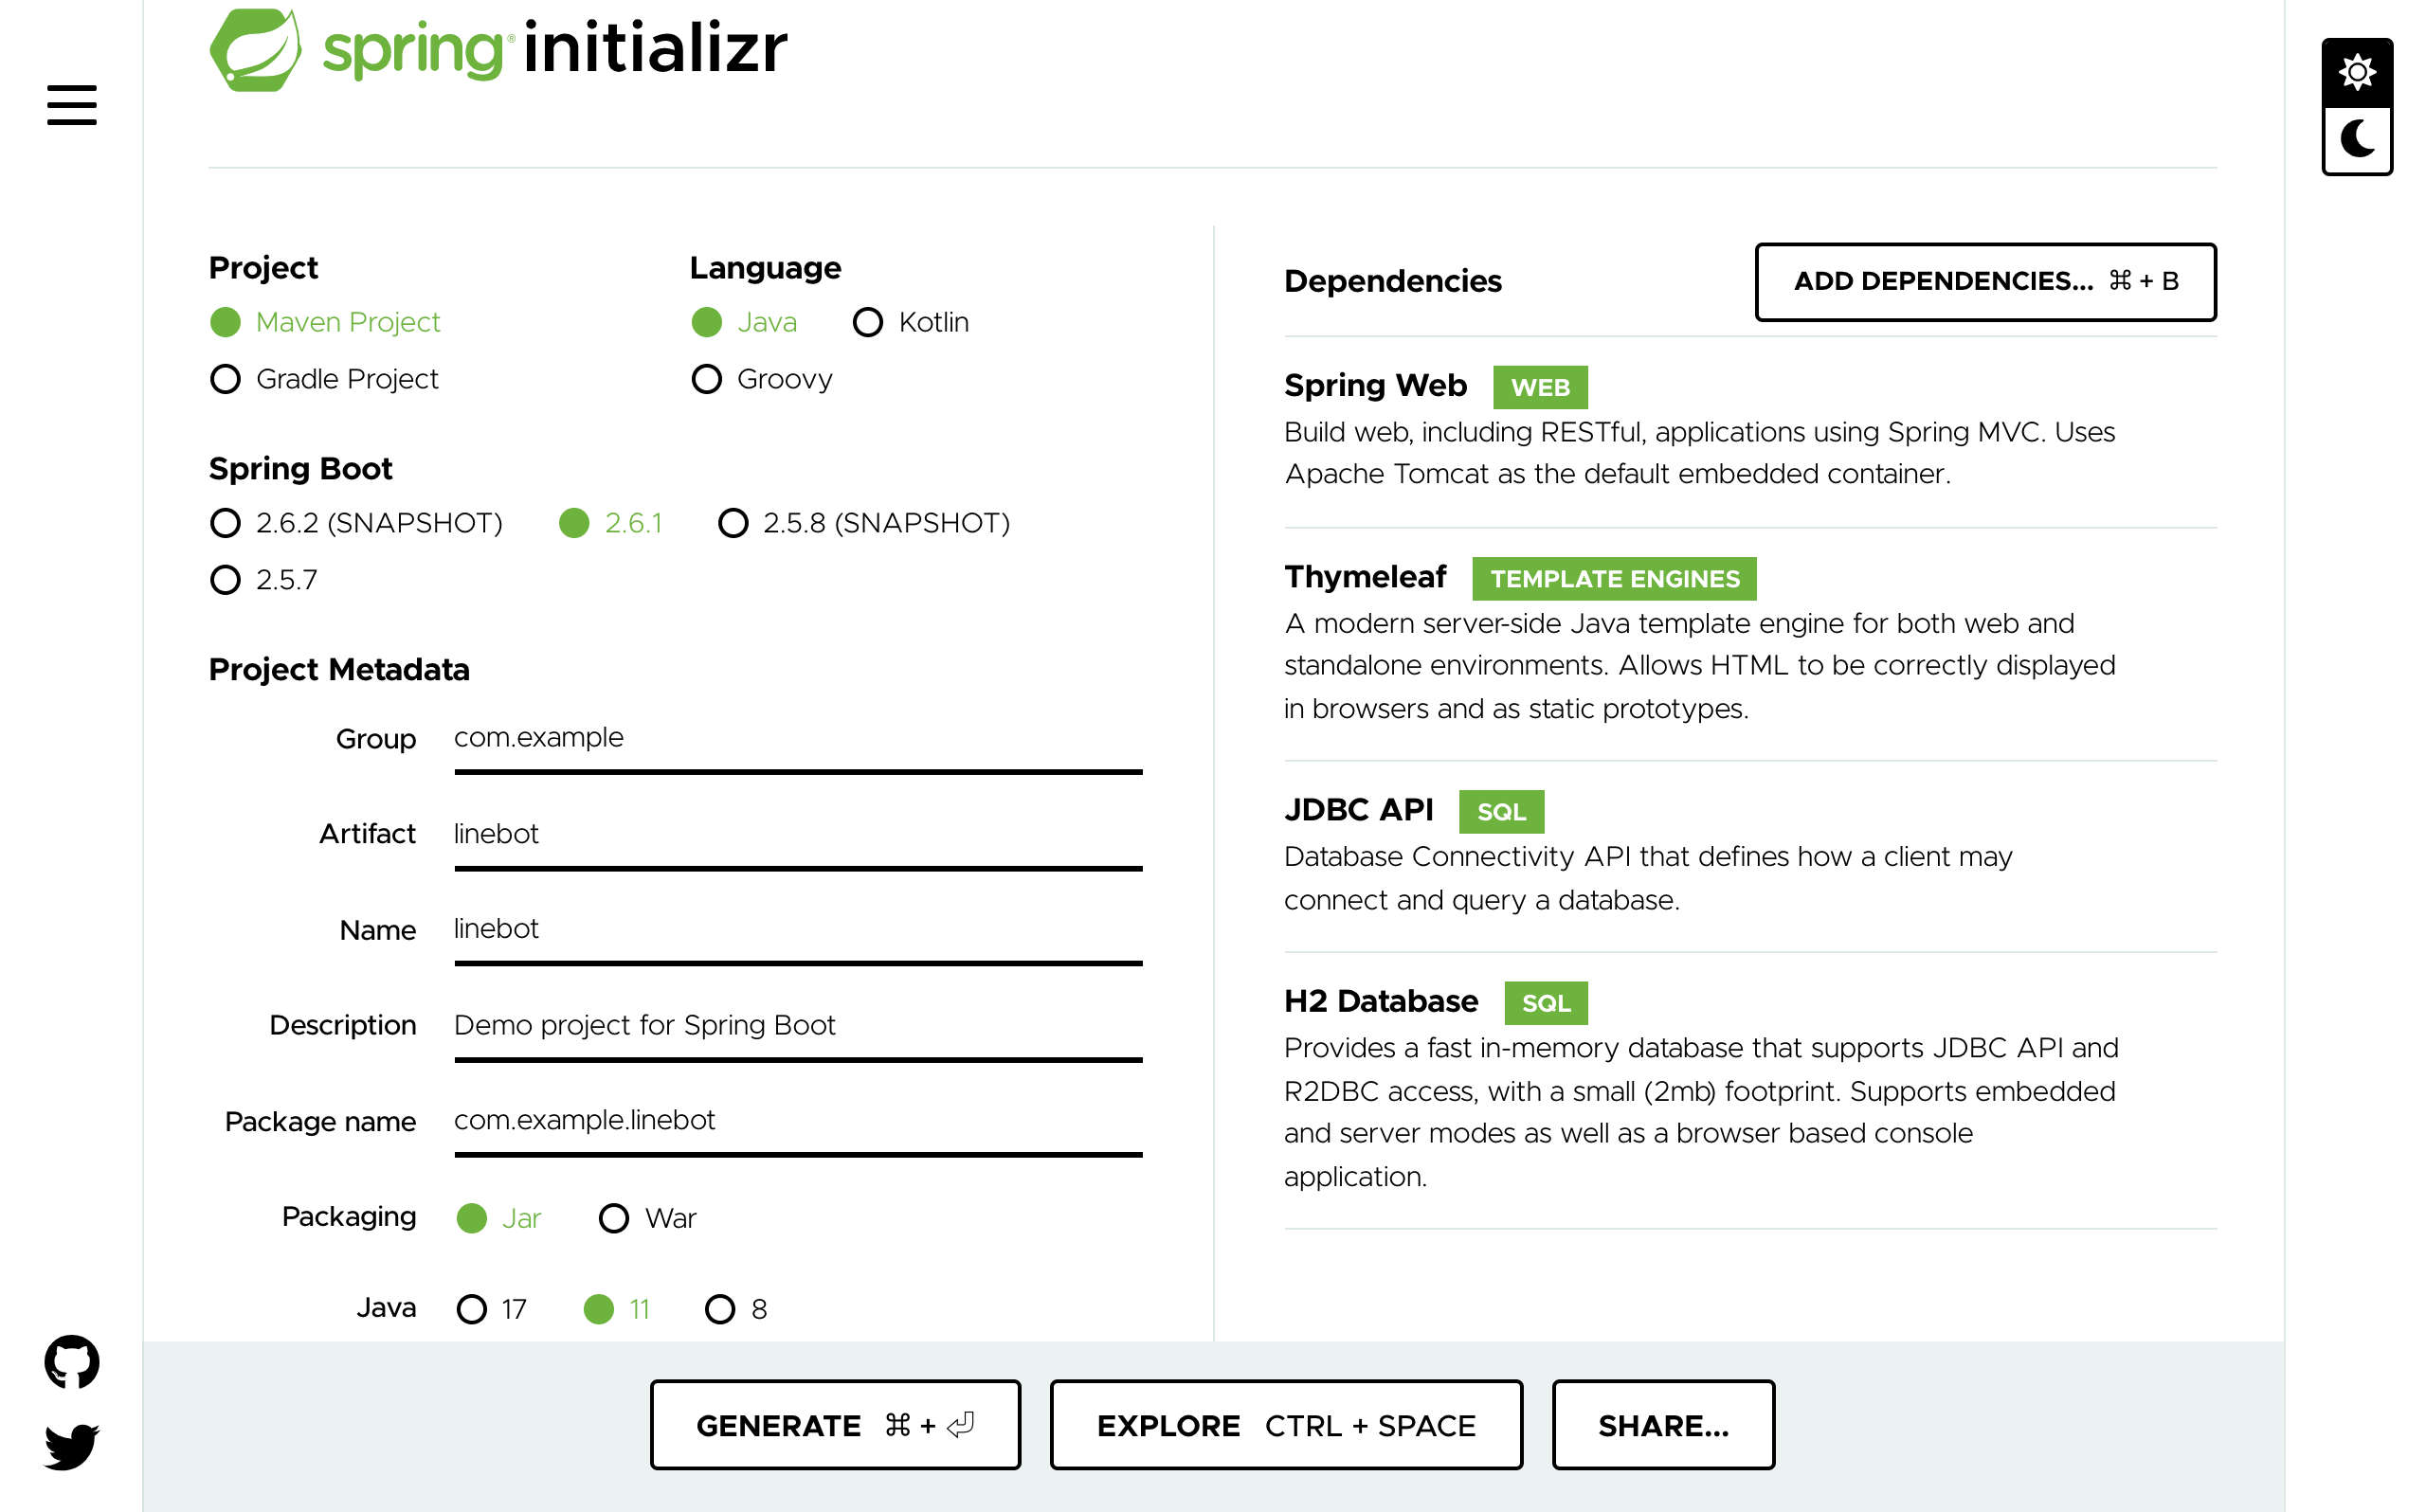 spring® initializr
Project
Maven Project
Gradle Project
Language
Java Kotlin
Groovy
Spring Boot
2.6.2 (SNAPSHOT) 2.6.1 2.5.8 (SNAPSHOT)
2.5.7
Project Metadata
Group com.example
Artifact linebot
Name linebot
Description Demo project for Spring Boot
Package name com.example.linebot
Packaging Jar War
Java 17 11 8
Dependencies ADD DEPENDENCIES... ⌘ + B
Spring Web WEB
Build web, including RESTful, applications using Spring MVC. Uses
Apache Tomcat as the default embedded container.
Thymeleaf TEMPLATE ENGINES
A modern server-side Java template engine for both web and
standalone environments. Allows HTML to be correctly displayed
in browsers and as static prototypes.
JDBC API SQL
Database Connectivity API that defines how a client may
connect and query a database.
H2 Database SQL
Provides a fast in-memory database that supports JDBC API and
R2DBC access, with a small (2mb) footprint. Supports embedded
and server modes as well as a browser based console
application.
GENERATE ⌘ + ⏎
EXPLORE CTRL + SPACE
SHARE...